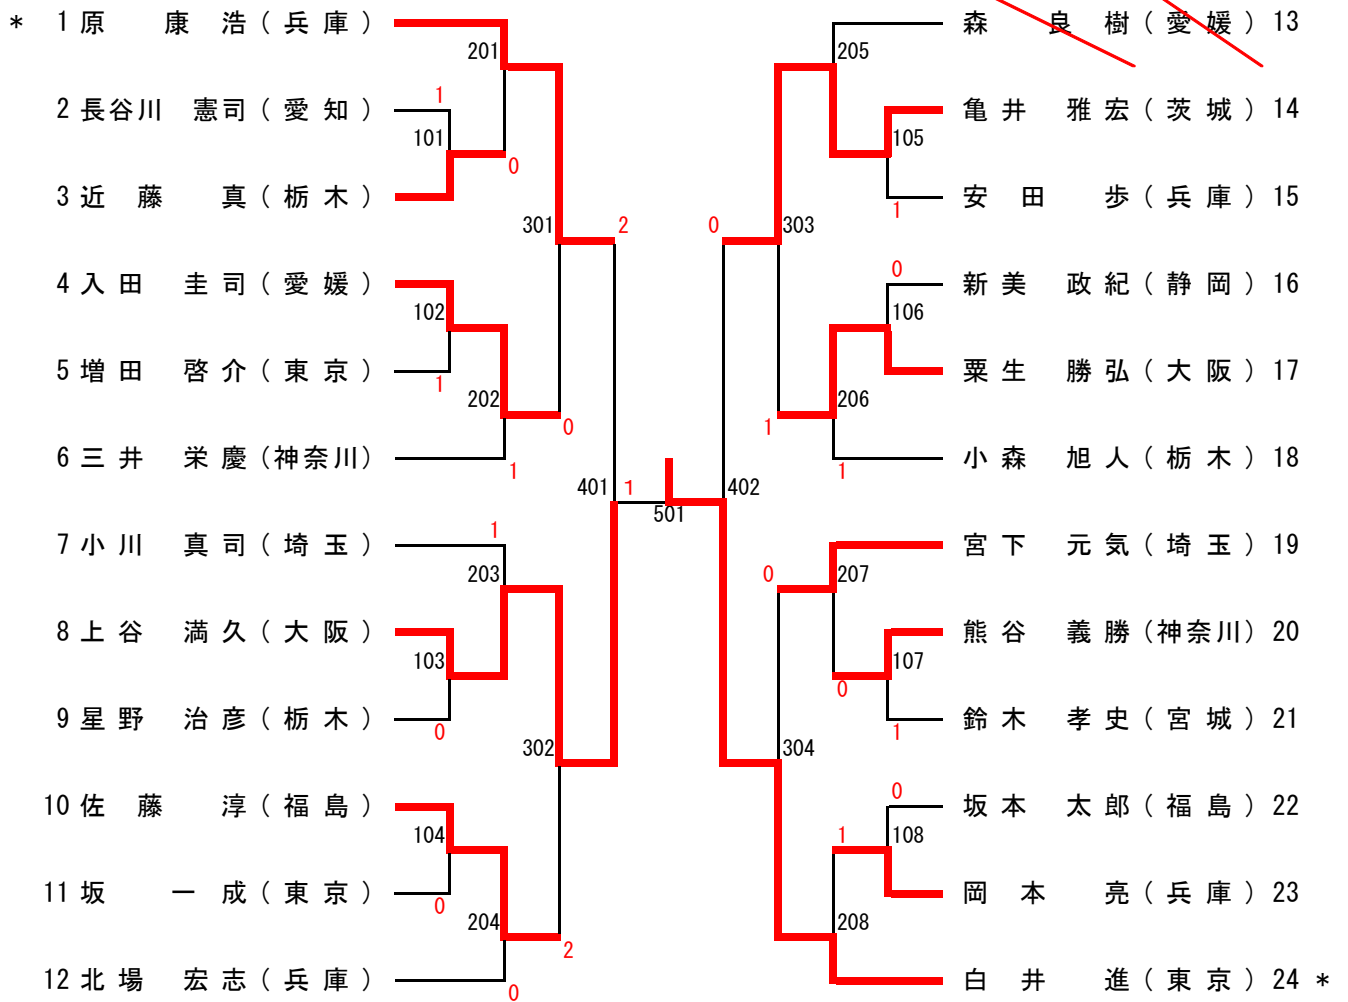 * 1 原 康 浩 (兵 庫) 森 良 樹 (愛 媛) 13
201 205
1
2 長谷川 憲司 (愛 知) 亀 井 雅 宏 (茨 城) 14
101 105
0
3 近 藤 真 (栃 木) 安 田 歩 (兵 庫) 15
1
301 2 0 303
0
4 入 田 圭 司 (愛 媛) 新 美 政 紀 (静 岡) 16
102 106
5 増 田 啓 介 (東 京) 粟 生 勝 弘 (大 阪) 17
1
202 206
0 1
6 三 井 栄 慶 (神奈川) 小 森 旭 人 (栃 木) 18
1 1
401 1 402
501
1
7 小 川 真 司 (埼 玉) 宮 下 元 気 (埼 玉) 19
203 0 207
8 上 谷 満 久 (大 阪) 熊 谷 義 勝 (神奈川) 20
103 107
0
9 星 野 治 彦 (栃 木) 鈴 木 孝 史 (宮 城) 21
0 1
302 304
0
10 佐 藤 淳 (福 島) 坂 本 太 郎 (福 島) 22
104 1 108
11 坂 一 成 (東 京) 岡 本 亮 (兵 庫) 23
0
204 208
2
12 北 場 宏 志 (兵 庫) 白 井 進 (東 京) 24 *
0